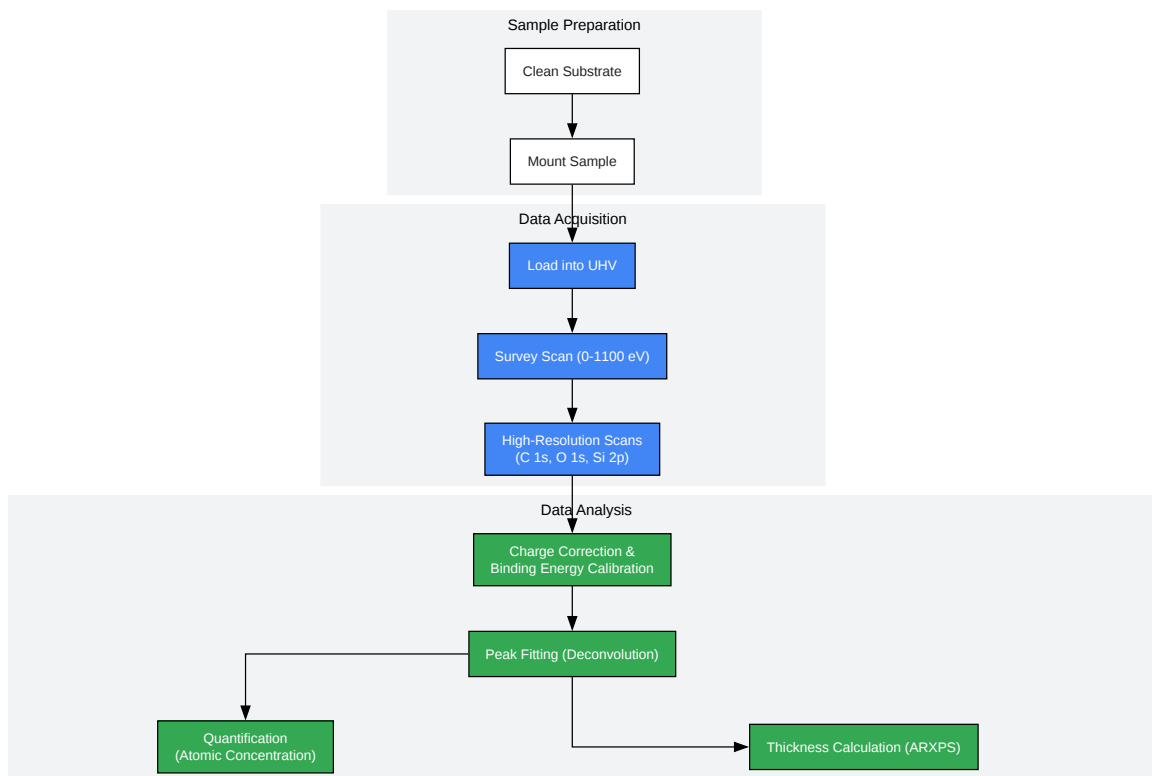 Sample Preparation
Clean Substrate
Mount Sample
Data Acquisition
Load into UHV
Survey Scan (0-1100 eV)
High-Resolution Scans
(C 1s, O 1s, Si 2p)
Data Analysis
Charge Correction &
Binding Energy Calibration
Peak Fitting (Deconvolution)
Quantification
(Atomic Concentration)
Thickness Calculation (ARXPS)